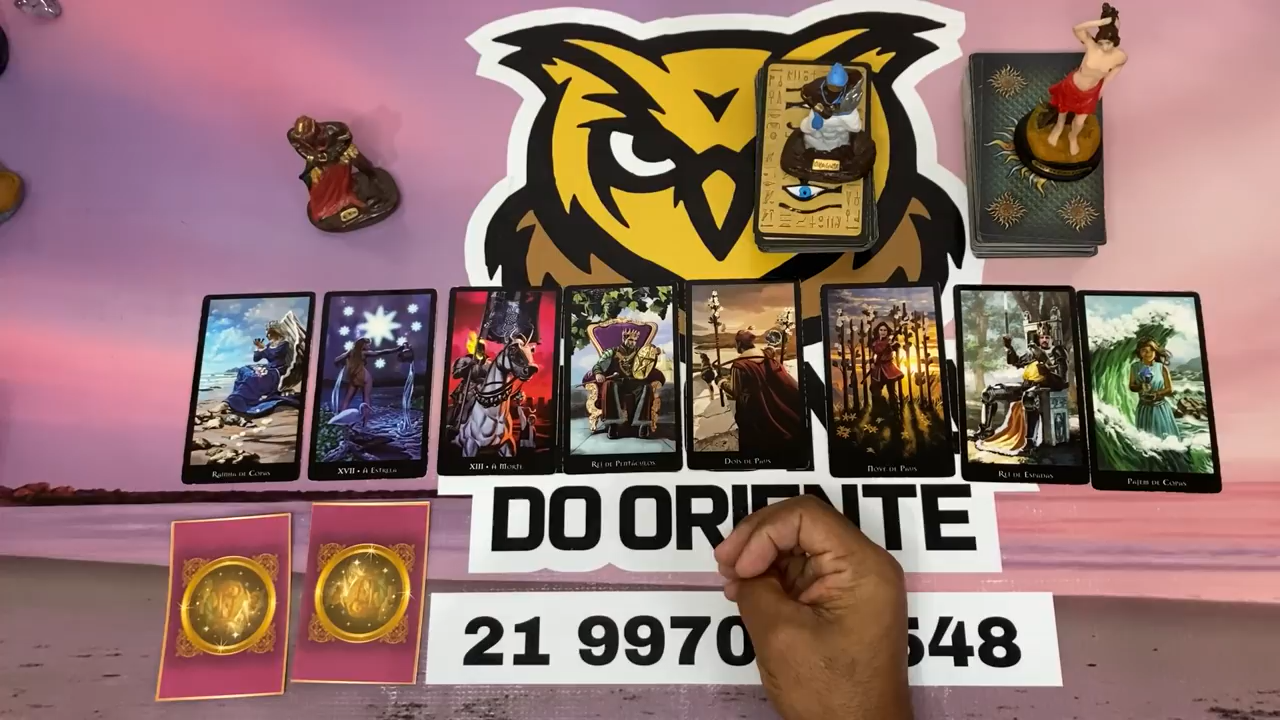 Rainha de Copas
XVII • A Estrela
XIII • A Morte
Rei de Pentáculos
Dois de Paus
Nove de Paus
Rei de Espadas
Pajem de Copas
DO ORIENTE
21 9970 548